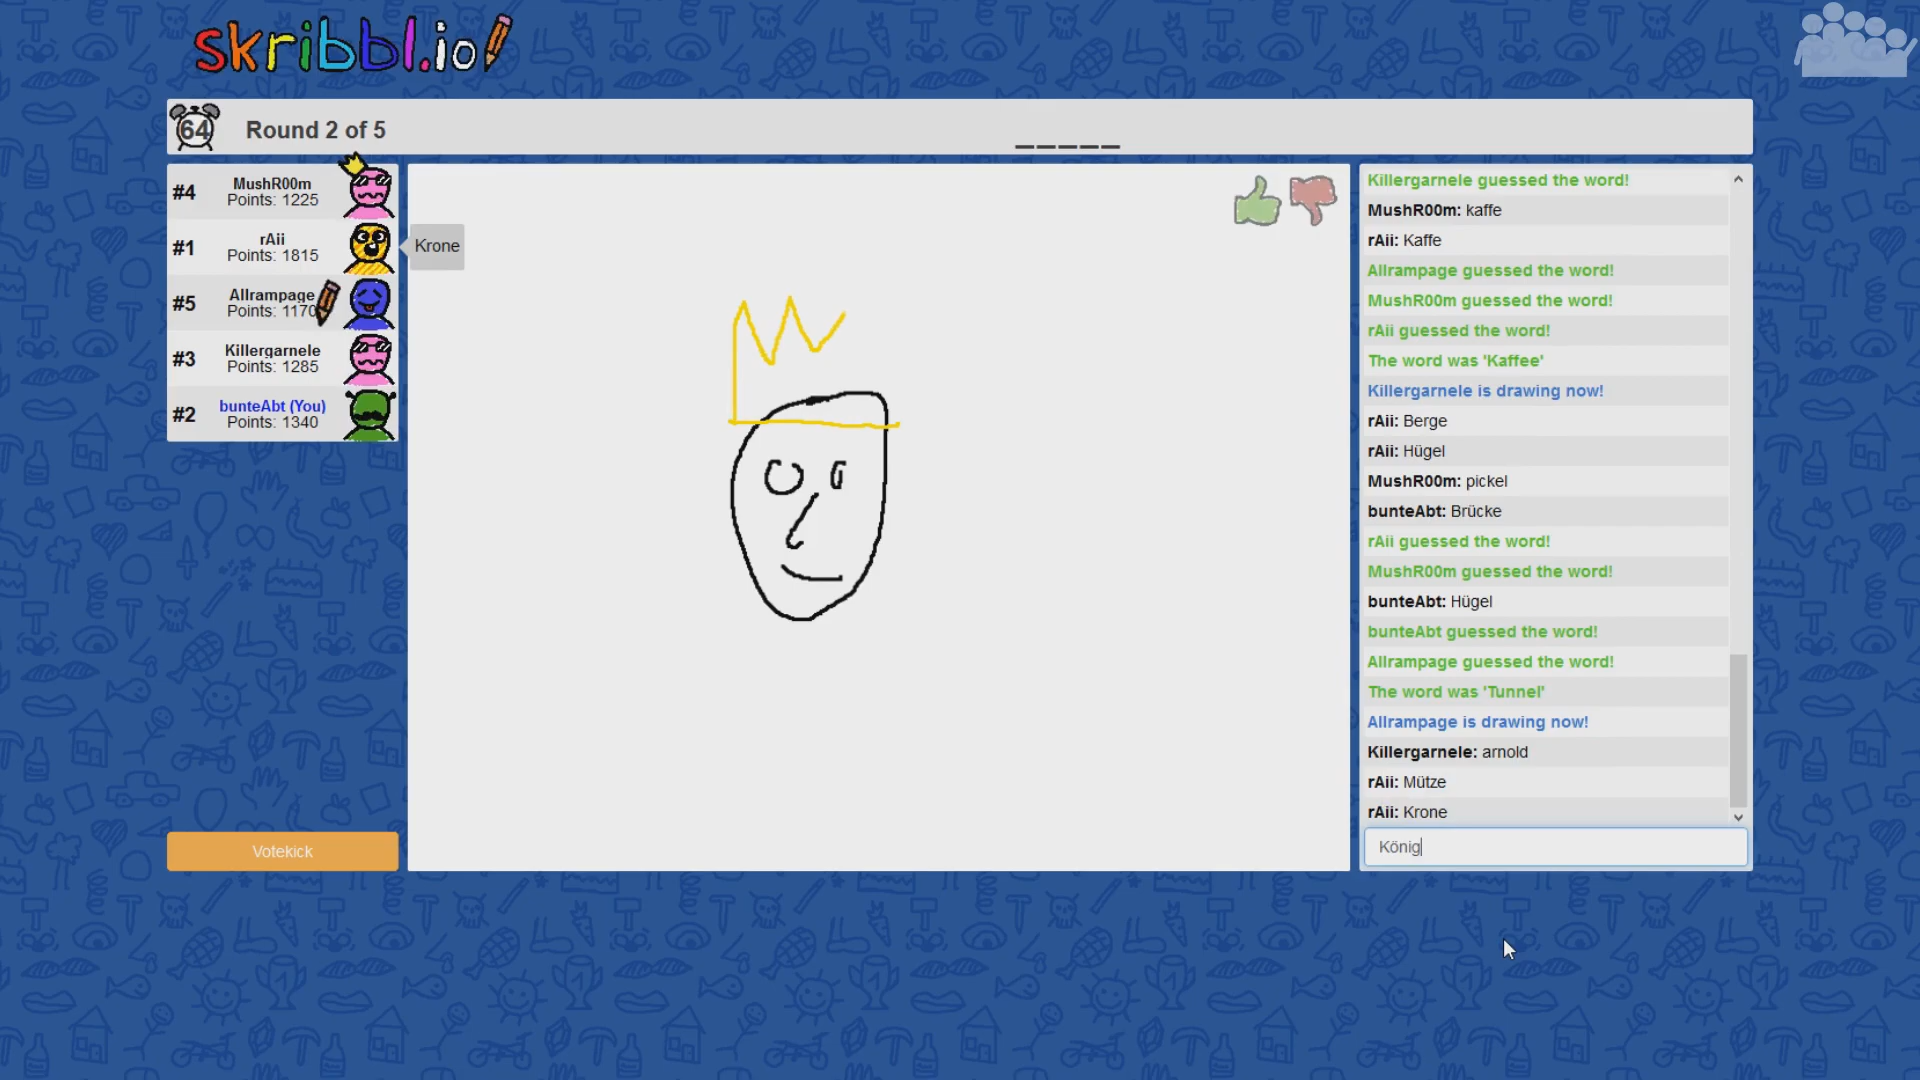 skribbl.io
64 Round 2 of 5
_ _ _ _ _
#4 MushR00m
Points: 1225
#1 rAii
Points: 1815
Krone
#5 Allrampage
Points: 1170
#3 Killergarnele
Points: 1285
#2 bunteAbt (You)
Points: 1340
Votekick
Killergarnele guessed the word!
MushR00m: kaffe
rAii: Kaffe
Allrampage guessed the word!
MushR00m guessed the word!
rAii guessed the word!
The word was 'Kaffee'
Killergarnele is drawing now!
rAii: Berge
rAii: Hügel
MushR00m: pickel
bunteAbt: Brücke
rAii guessed the word!
MushR00m guessed the word!
bunteAbt: Hügel
bunteAbt guessed the word!
Allrampage guessed the word!
The word was 'Tunnel'
Allrampage is drawing now!
Killergarnele: arnold
rAii: Mütze
rAii: Krone
König